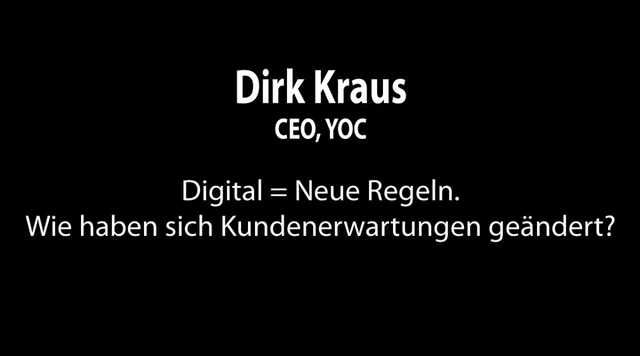 Dirk Kraus
CEO, YOC
Digital = Neue Regeln.
Wie haben sich Kundenerwartungen geändert?